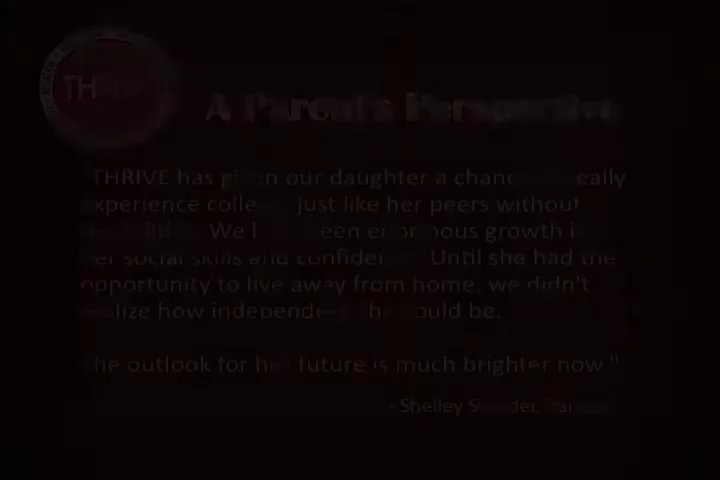 TH
A Parent's Perspective
"THRIVE has given our daughter a chance really
experience college just like her peers without
We have seen enormous growth in
her social skills and confidence. Until she had the
opportunity to live away from home, we didn't
realize how independent she could be.
The outlook for her future is much brighter now."
- Shelley